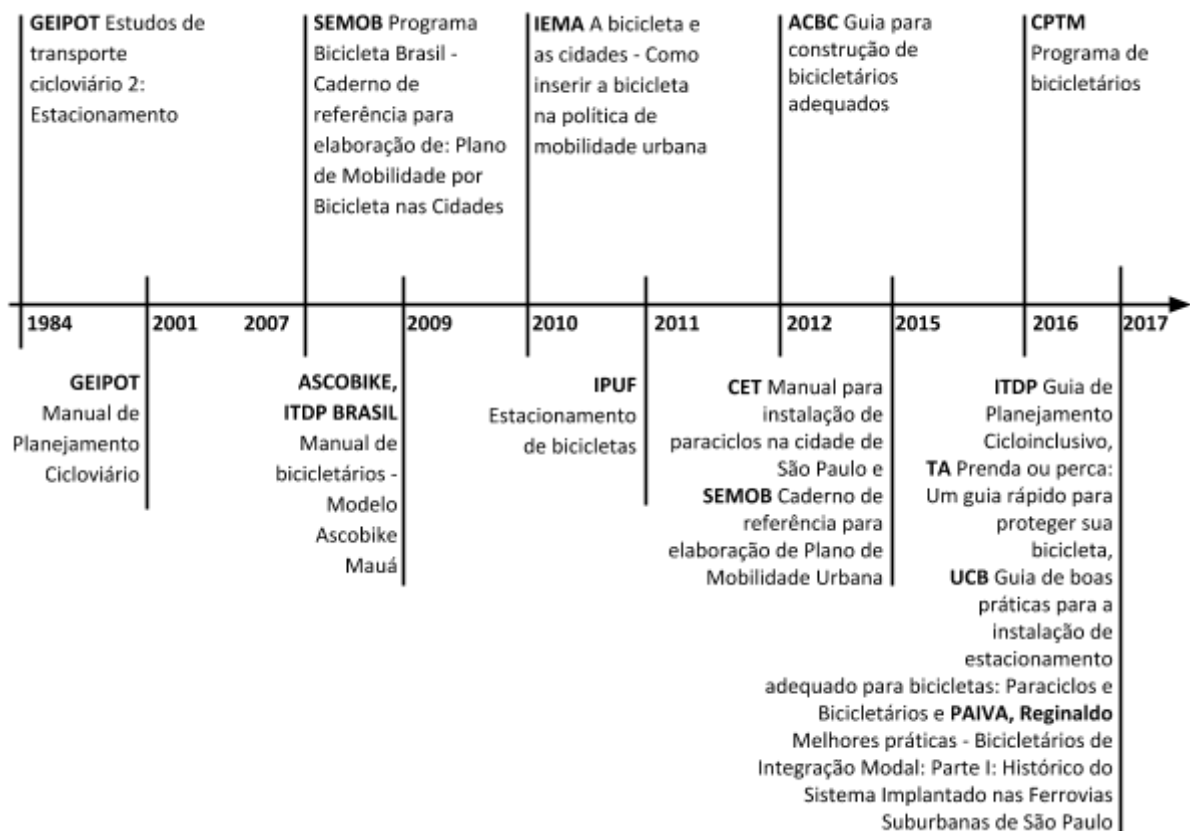 GEIPOT Estudos de
transporte
cicloviário 2:
Estacionamento
SEMOB Programa
Bicicleta Brasil -
Caderno de
referência para
elaboração de: Plano
de Mobilidade por
Bicicleta nas Cidades
IEMA A bicicleta e
as cidades - Como
inserir a bicicleta
na política de
mobilidade urbana
ACBC Guia para
construção de
bicicletários
adequados
CPTM
Programa de
bicicletários
1984
2001
2007
2009
2010
2011
2012
2015
2016
2017
GEIPOT
Manual de
Planejamento
Cicloviário
ASCOBIKE,
ITDP BRASIL
Manual de
bicicletários -
Modelo
Ascobike
Mauá
IPUF
Estacionamento
de bicicletas
CET Manual para
instalação de
paraciclos na cidade de
São Paulo e
SEMOB Caderno de
referência para
elaboração de Plano de
Mobilidade Urbana
ITDP Guia de
Planejamento
Cicloinclusivo,
TA Prenda ou perca:
Um guia rápido para
proteger sua
bicicleta,
UCB Guia de boas
práticas para a
instalação de
estacionamento
adequado para bicicletas: Paraciclos e
Bicicletários e PAIVA, Reginaldo
Melhores práticas - Bicicletários de
Integração Modal: Parte I: Histórico do
Sistema Implantado nas Ferrovias
Suburbanas de São Paulo